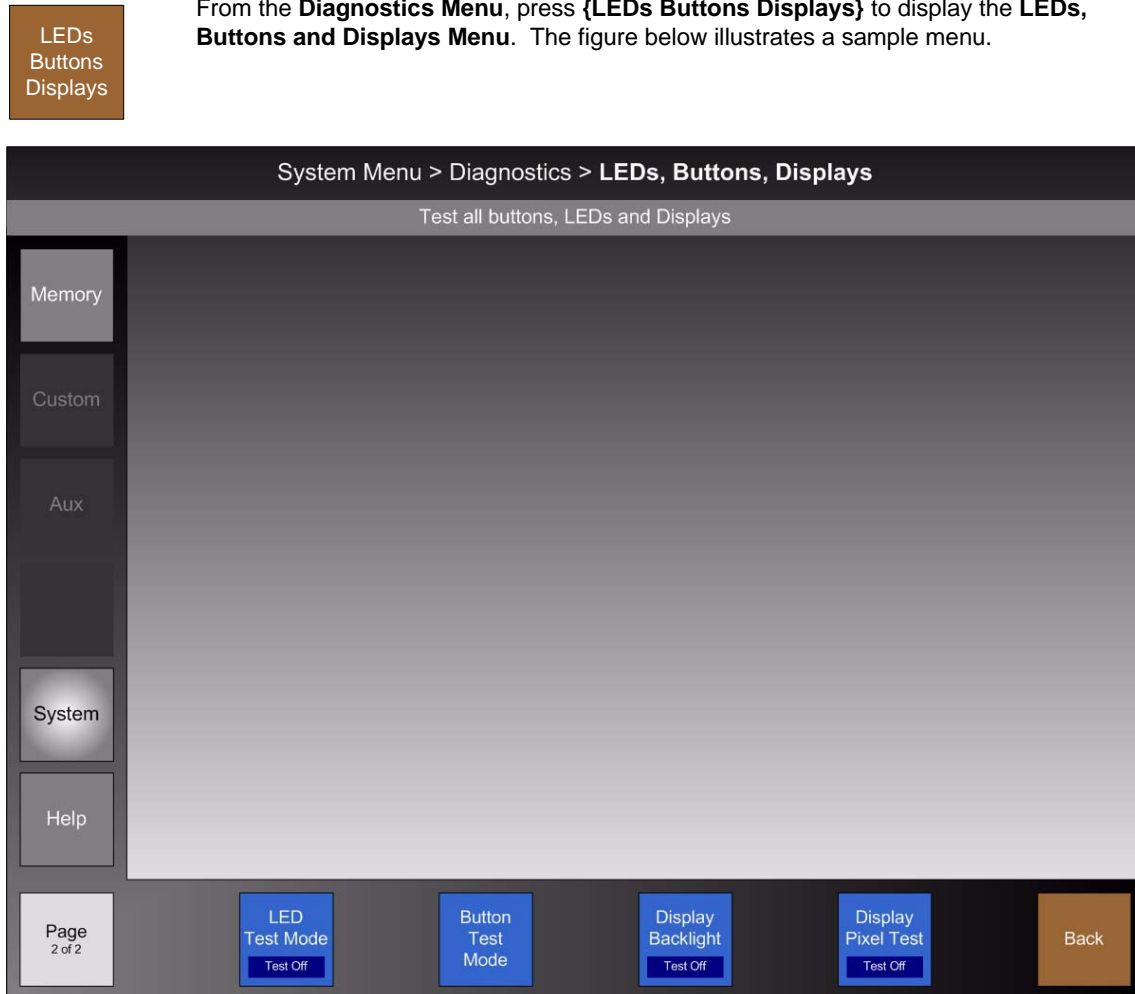 From the Diagnostics Menu, press {LEDs Buttons Displays} to display the LEDs,
Buttons and Displays Menu.  The figure below illustrates a sample menu.
LEDs
Buttons
Displays
System Menu > Diagnostics > LEDs, Buttons, Displays
Test all buttons, LEDs and Displays
Memory
Custom
Aux
System
Help
Page
2 of 2
LED
Test Mode
Test Off
Button
Test
Mode
Display
Backlight
Test Off
Display
Pixel Test
Test Off
Back